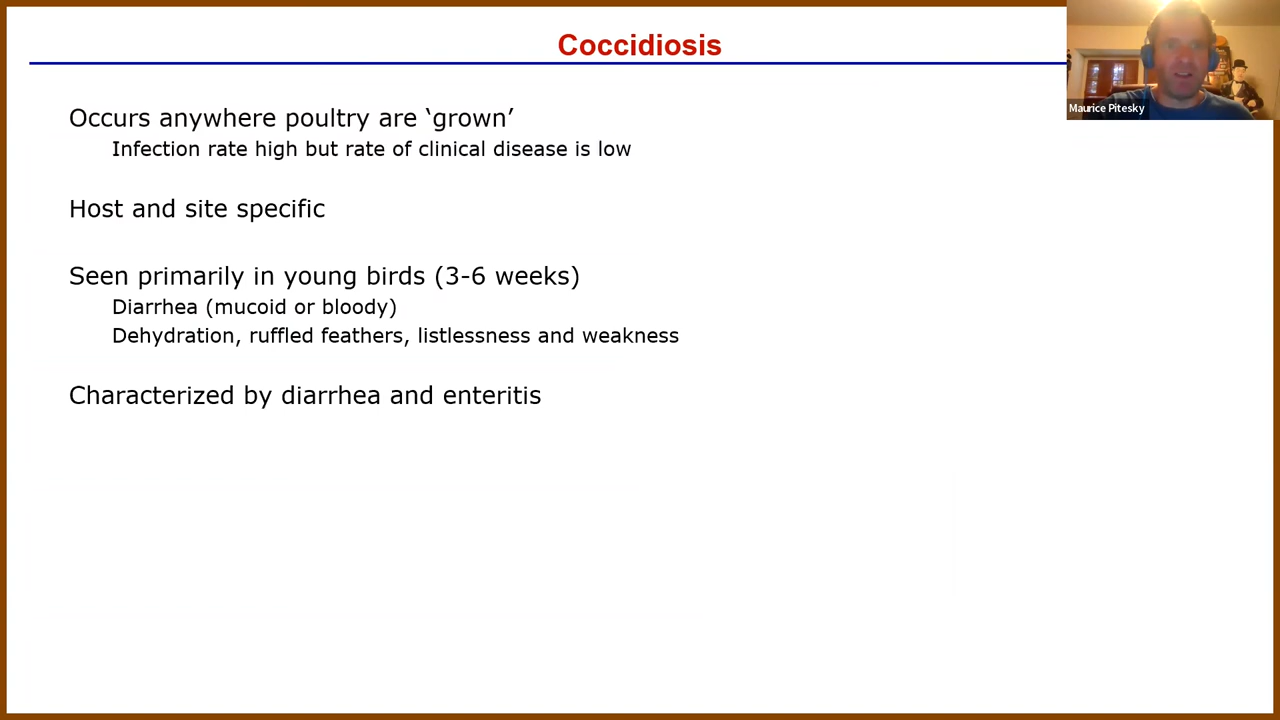 Coccidiosis
Maurice Pitesky
Occurs anywhere poultry are ‘grown’
Infection rate high but rate of clinical disease is low
Host and site specific
Seen primarily in young birds (3-6 weeks)
Diarrhea (mucoid or bloody)
Dehydration, ruffled feathers, listlessness and weakness
Characterized by diarrhea and enteritis